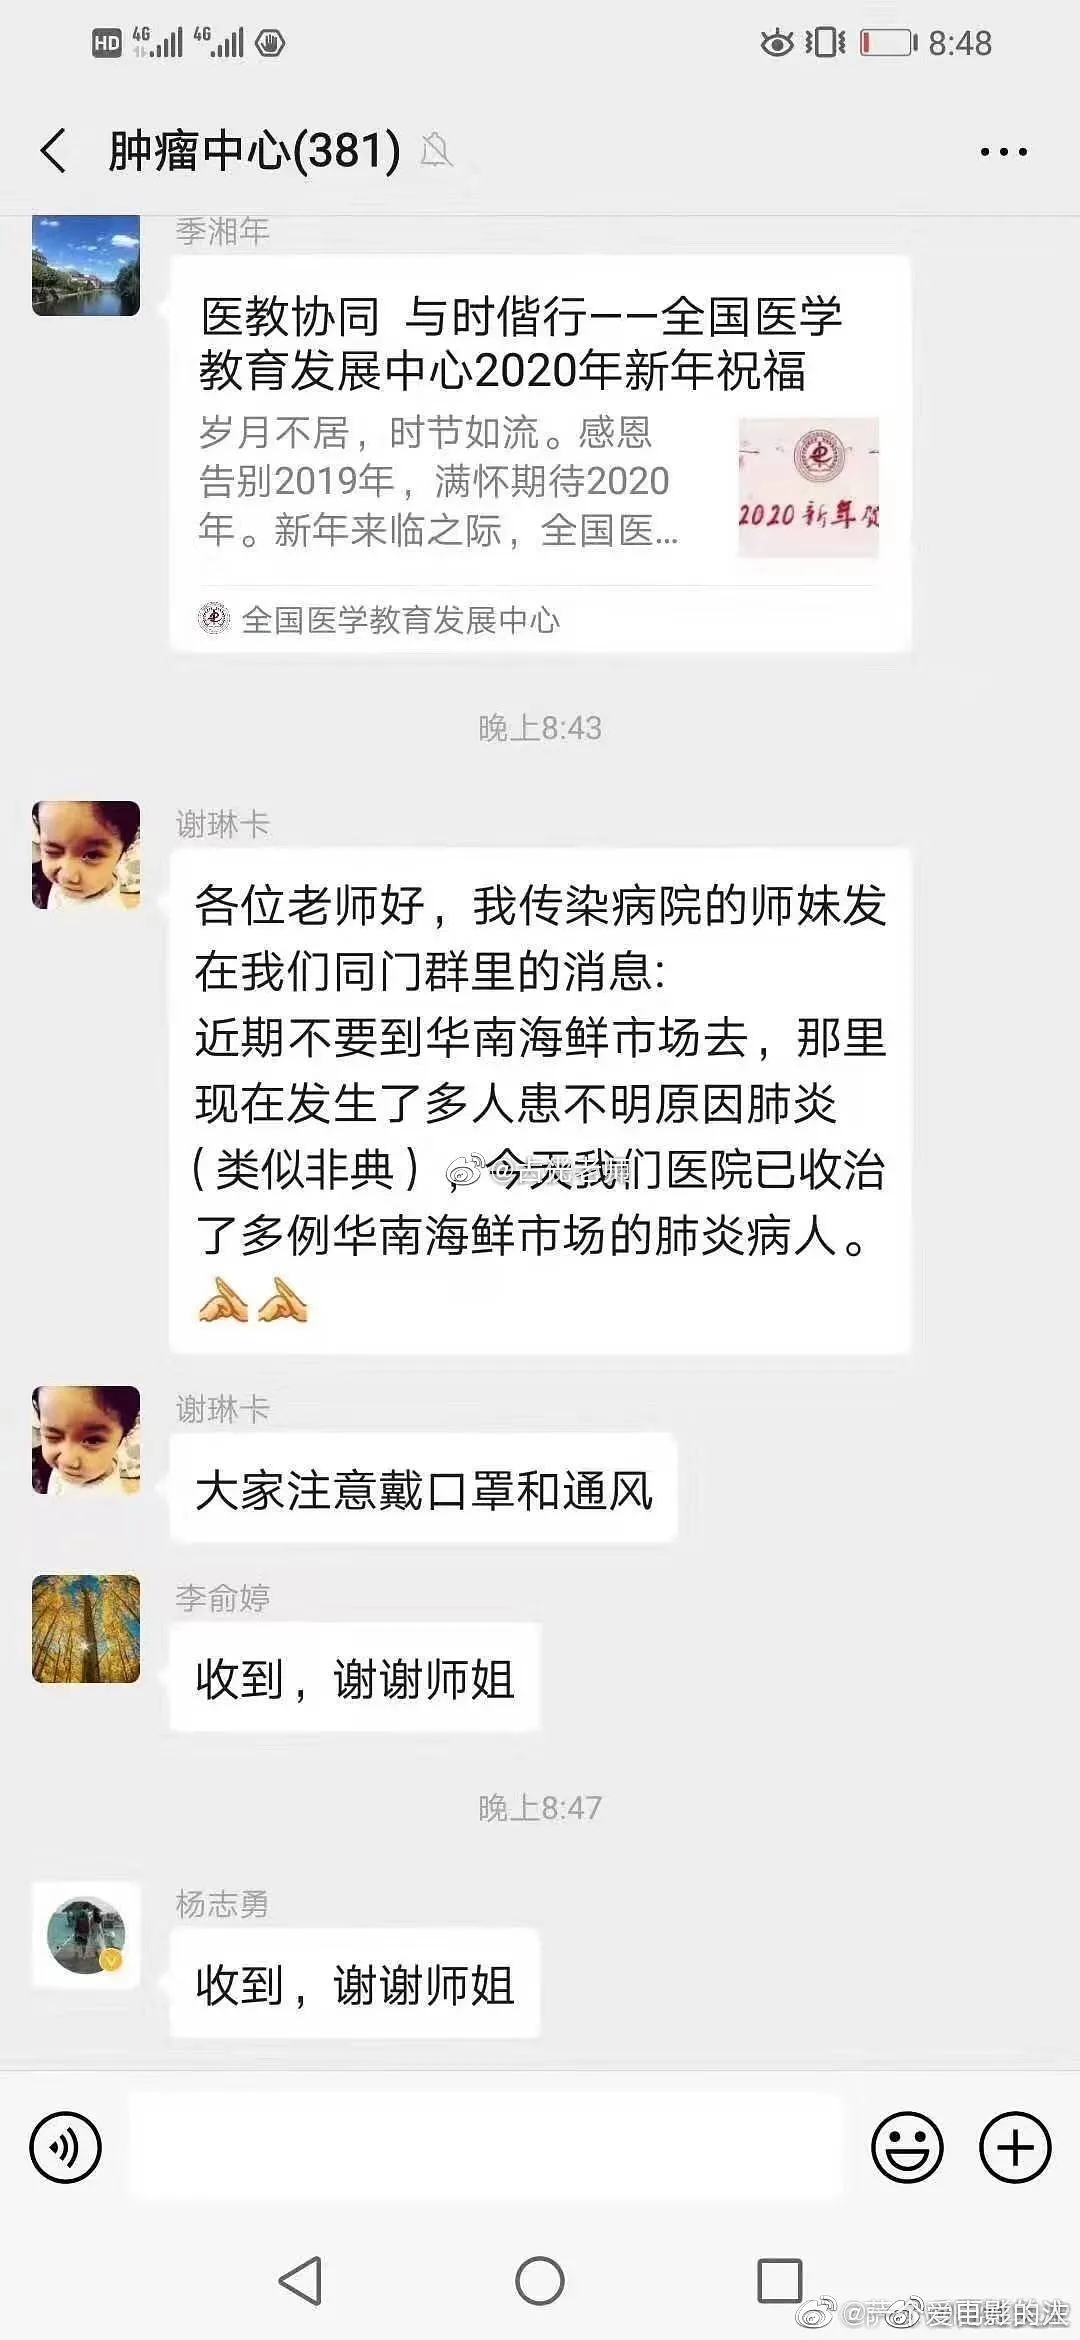 HD 4G 4G 8:48
肿瘤中心(381)
季湘年
医教协同 与时偕行——全国医学
教育发展中心2020年新年祝福
岁月不居，时节如流。感恩
告别2019年，满怀期待2020
年。新年来临之际，全国医...
2020 新年贺
全国医学教育发展中心
晚上8:43
谢琳卡
各位老师好，我传染病院的师妹发
在我们同门群里的消息:
近期不要到华南海鲜市场去，那里
现在发生了多人患不明原因肺炎
（类似非典），今天我们医院已收治
了多例华南海鲜市场的肺炎病人。
谢琳卡
大家注意戴口罩和通风
李俞婷
收到，谢谢师姐
晚上8:47
杨志勇
收到，谢谢师姐
@萨
爱电影的